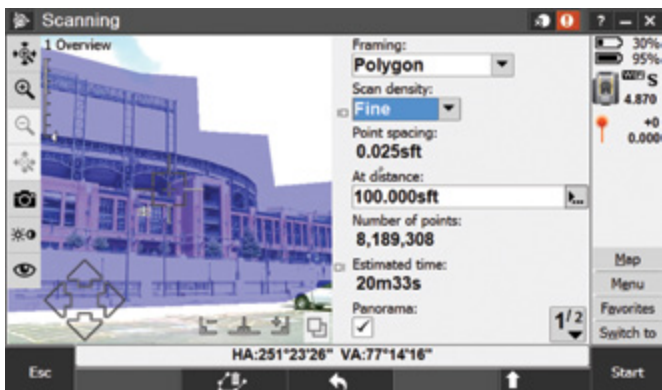 Scanning
? – X
1 Overview
Framing:
Polygon
Scan density:
Fine
Point spacing:
0.025sft
At distance:
100.000sft
Number of points:
8,189,308
Estimated time:
20m33s
Panorama:
1/2
30%
95%
S
4.870
+0
0.000
Map
Menu
Favorites
Switch to
HA:251°23'26" VA:77°14'16"
Esc
Start